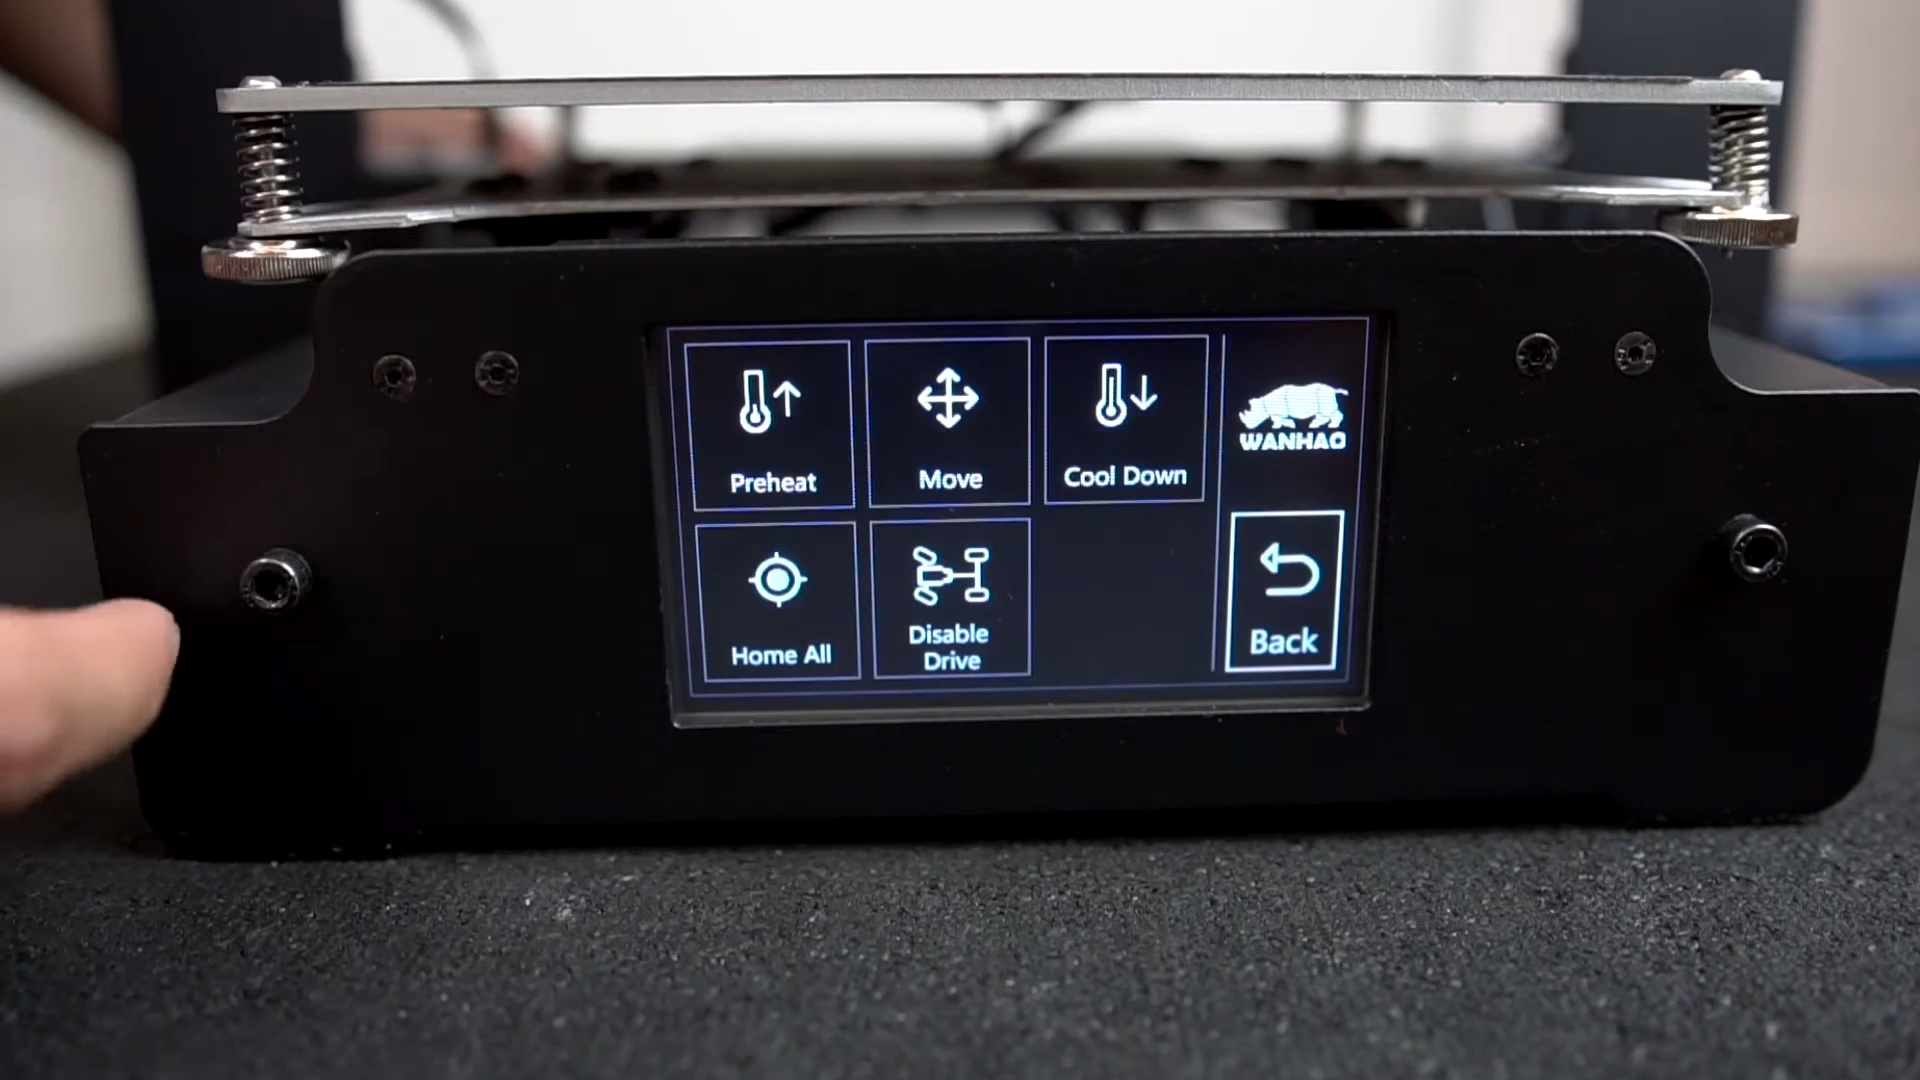 Preheat
Move
Cool Down
WANHAO
Home All
Disable
Drive
Back